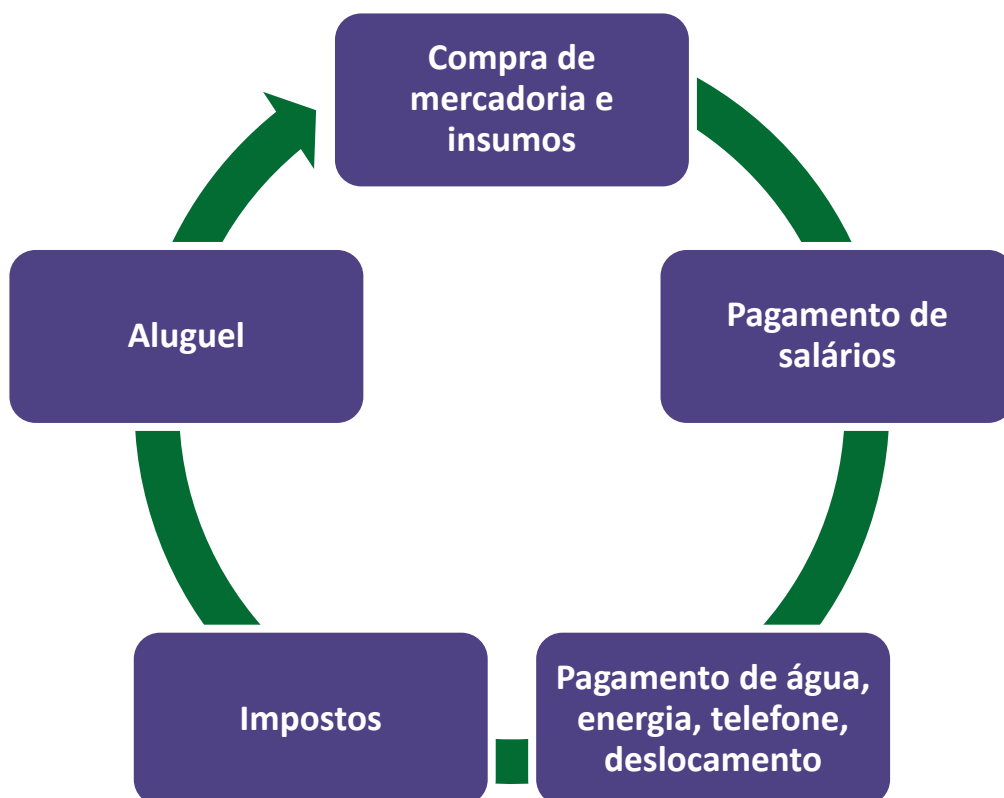 Compra de
mercadoria e
insumos
Pagamento de
salários
Pagamento de água,
energia, telefone,
deslocamento
Impostos
Aluguel